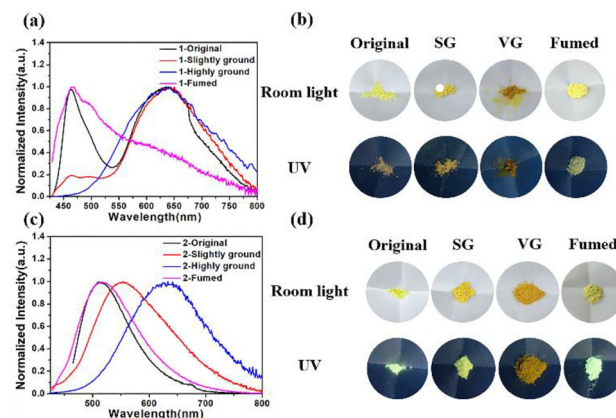 (a)
Normalized Intensity(a.u.)
1.4
1.2
1.0
0.8
0.6
0.4
0.2
0.0
1-Original
1-Slightly ground
1-Highly ground
1-Fumed
450 500 550 600 650 700 750 800
Wavelength(nm)
(b)
Original SG VG Fumed
Room light
UV
(c)
Normalized Intensity(a.u.)
1.4
1.2
1.0
0.8
0.6
0.4
0.2
0.0
2-Original
2-Slightly ground
2-Highly ground
2-Fumed
500 600 700 800
Wavelength(nm)
(d)
Original SG VG Fumed
Room light
UV